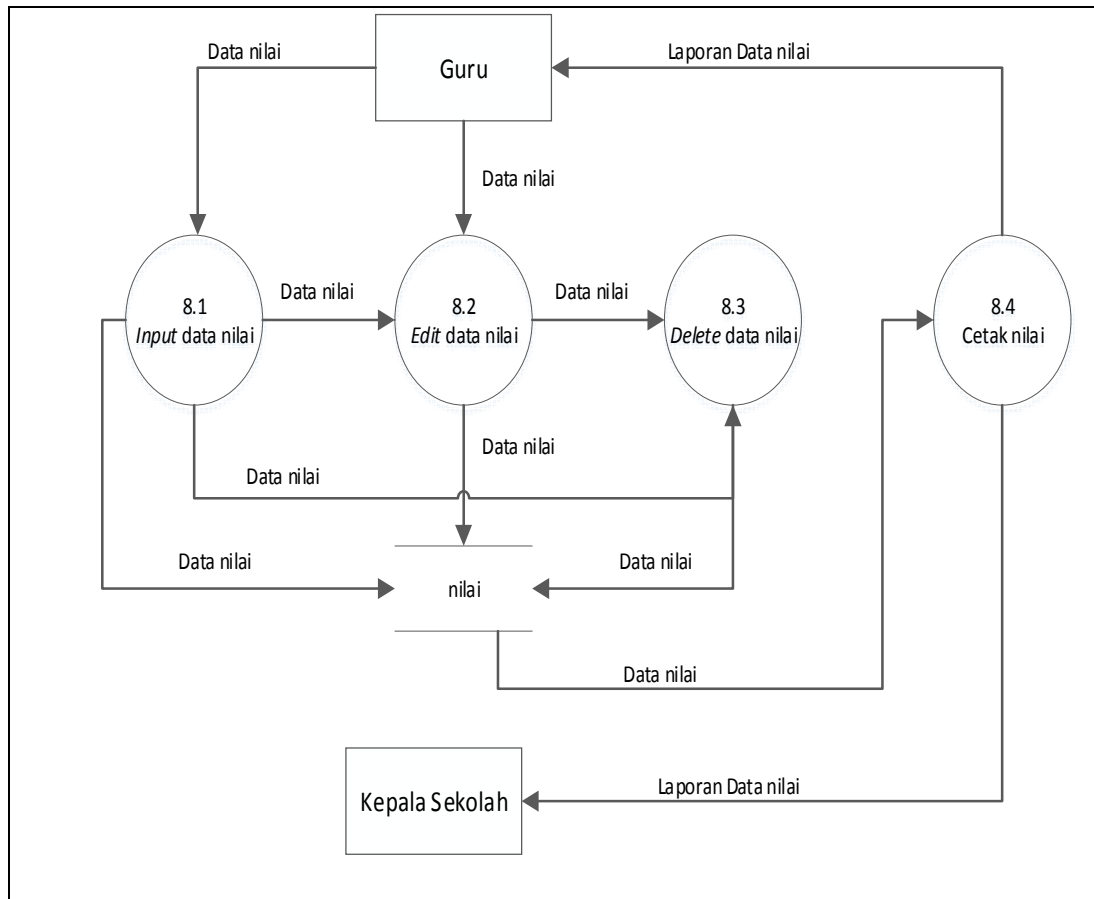 Data nilai
Guru
Laporan Data nilai
Data nilai
8.1
Input data nilai
Data nilai
8.2
Edit data nilai
Data nilai
8.3
Delete data nilai
8.4
Cetak nilai
Data nilai
Data nilai
Data nilai
Data nilai
nilai
Data nilai
Kepala Sekolah
Laporan Data nilai